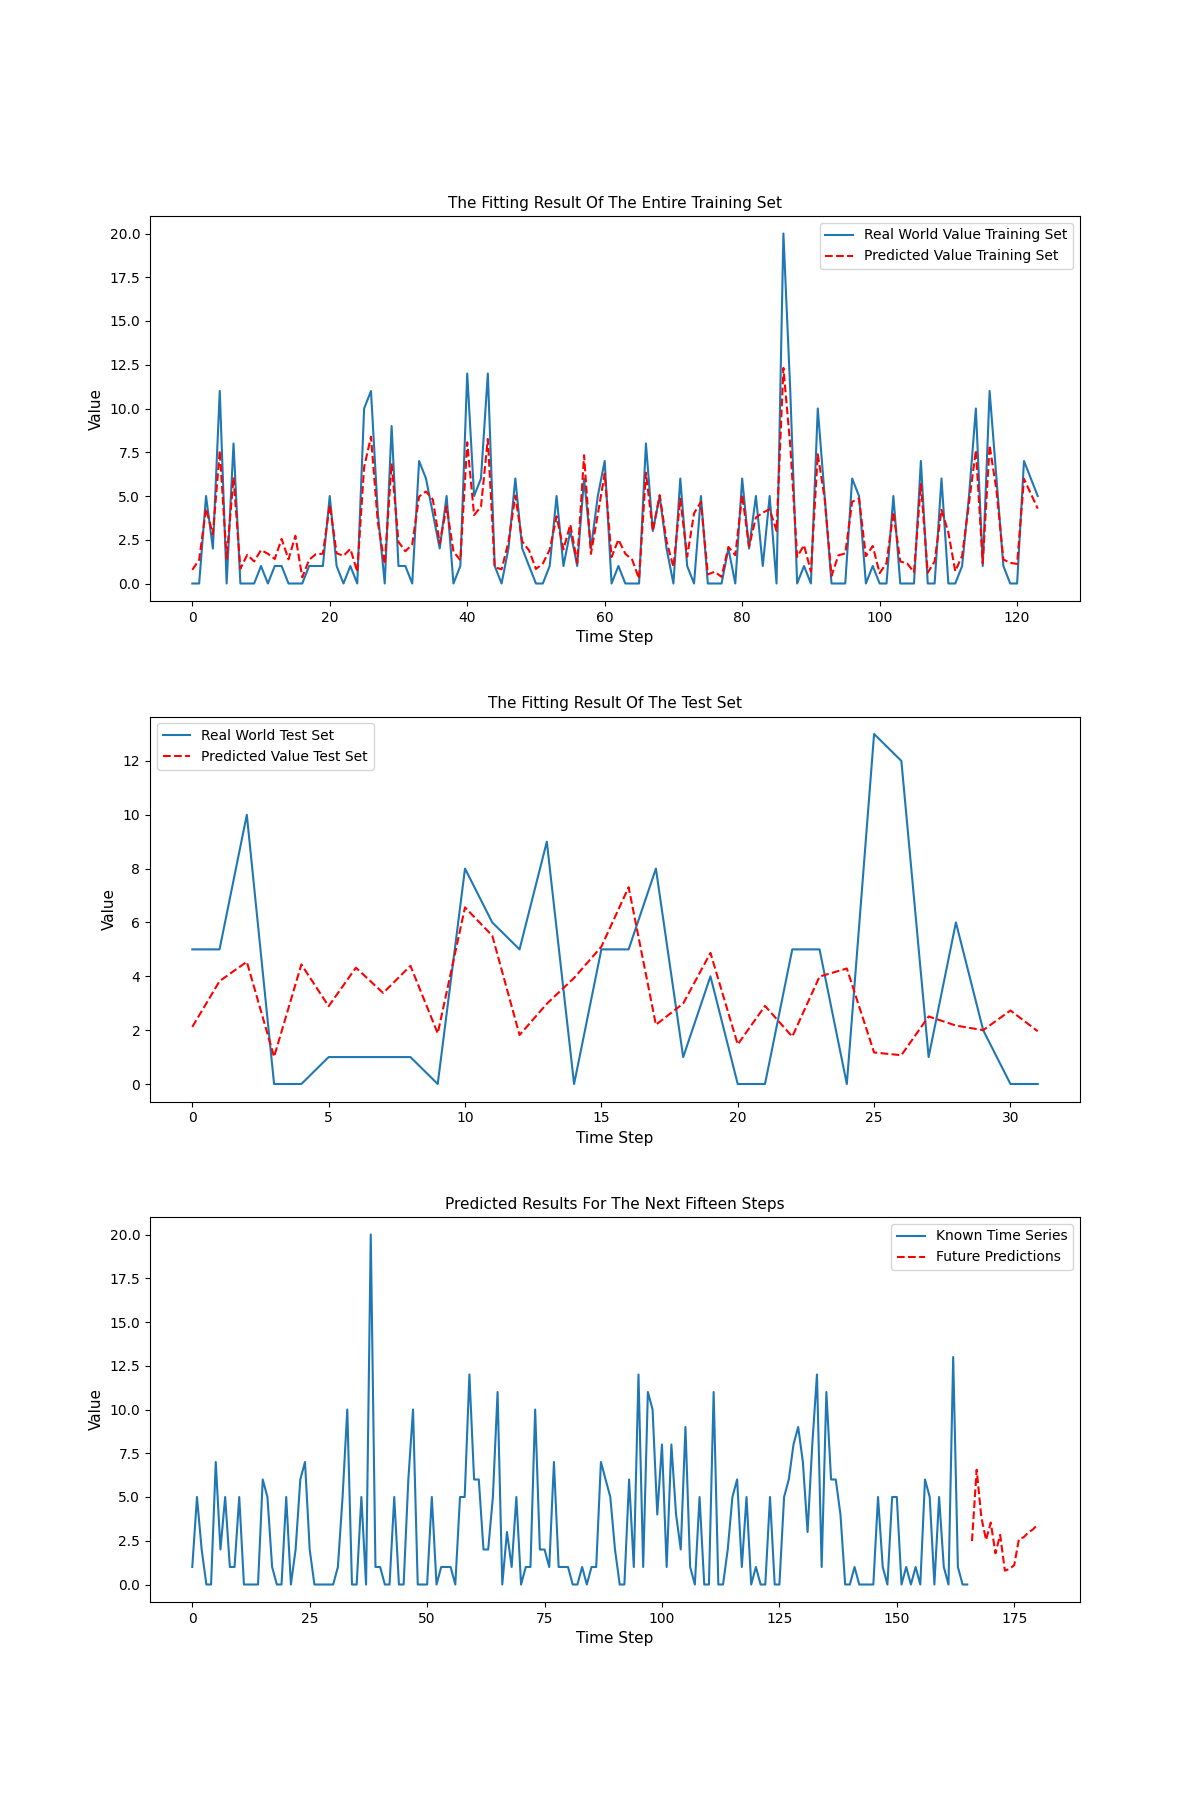 The Fitting Result Of The Entire Training Set
Real World Value Training Set
Predicted Value Training Set
20.0
17.5
15.0
12.5
10.0
7.5
5.0
2.5
0.0
Value
0 20 40 60 80 100 120
Time Step
The Fitting Result Of The Test Set
Real World Test Set
Predicted Value Test Set
12
10
8
6
4
2
0
Value
0 5 10 15 20 25 30
Time Step
Predicted Results For The Next Fifteen Steps
Known Time Series
Future Predictions
20.0
17.5
15.0
12.5
10.0
7.5
5.0
2.5
0.0
Value
0 25 50 75 100 125 150 175
Time Step